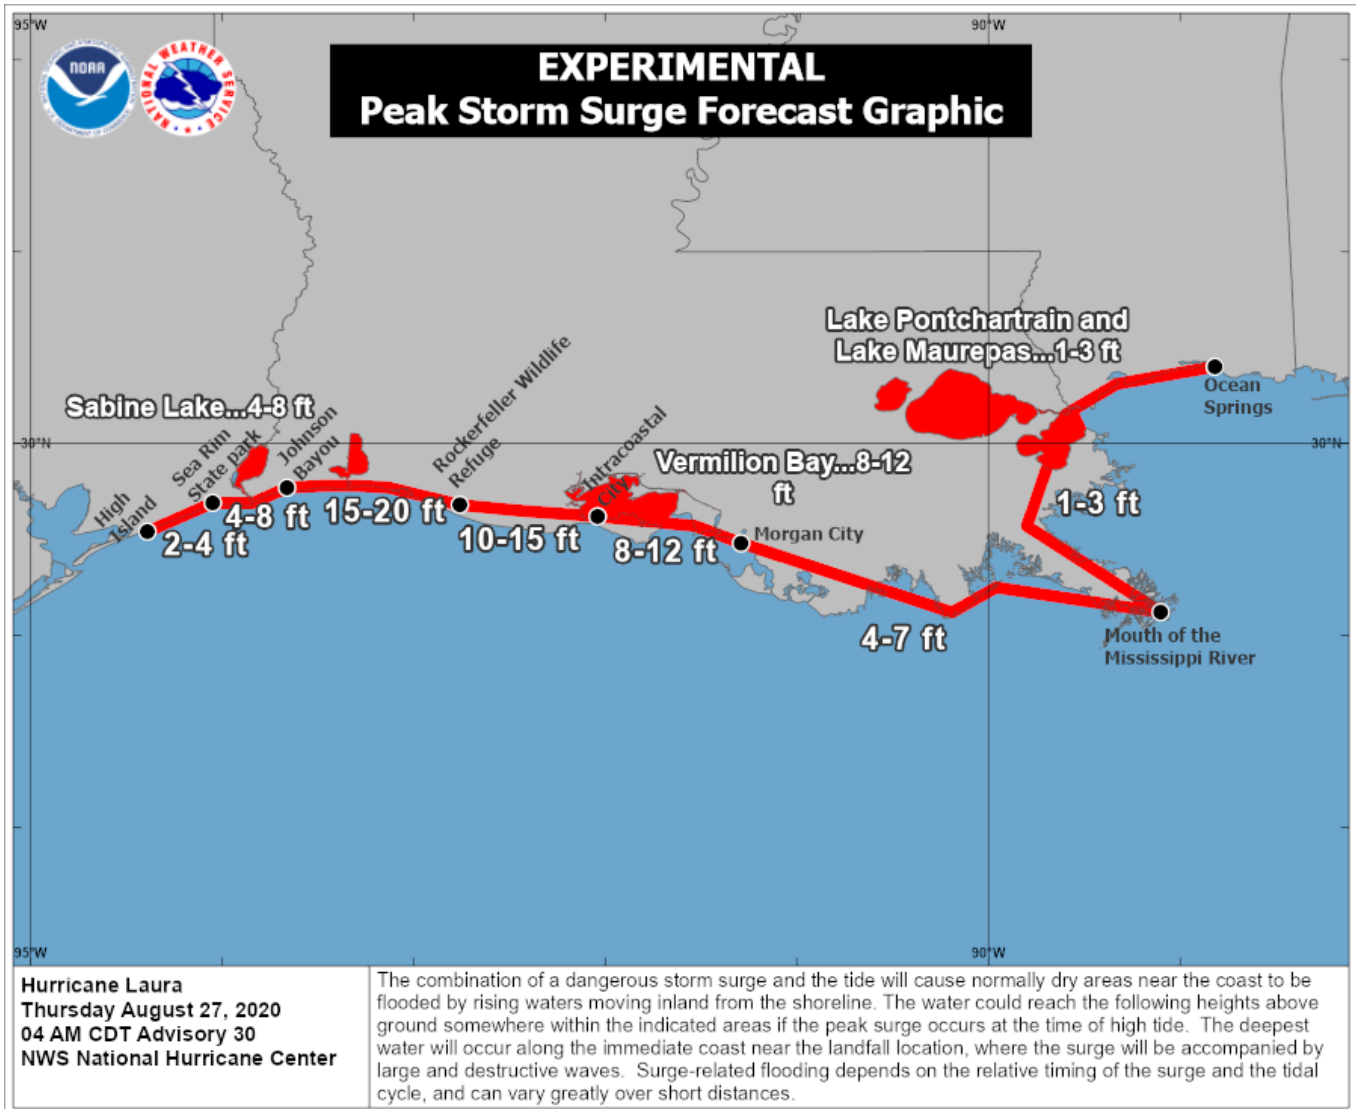 95°W
90°W
NOAA
NATIONAL WEATHER SERVICE
EXPERIMENTAL
Peak Storm Surge Forecast Graphic
Lake Pontchartrain and
Lake Maurepas...1-3 ft
Ocean
Springs
Sabine Lake...4-8 ft
30°N
30°N
Sea Rim
State park
Johnson
Bayou
Rockerfeller Wildlife
Refuge
Intracoastal
City
Vermilion Bay...8-12
ft
High
Island
2-4 ft
4-8 ft
15-20 ft
10-15 ft
8-12 ft
Morgan City
1-3 ft
4-7 ft
Mouth of the
Mississippi River
95°W
90°W
Hurricane Laura
Thursday August 27, 2020
04 AM CDT Advisory 30
NWS National Hurricane Center
The combination of a dangerous storm surge and the tide will cause normally dry areas near the coast to be
flooded by rising waters moving inland from the shoreline. The water could reach the following heights above
ground somewhere within the indicated areas if the peak surge occurs at the time of high tide.  The deepest
water will occur along the immediate coast near the landfall location, where the surge will be accompanied by
large and destructive waves.  Surge-related flooding depends on the relative timing of the surge and the tidal
cycle, and can vary greatly over short distances.